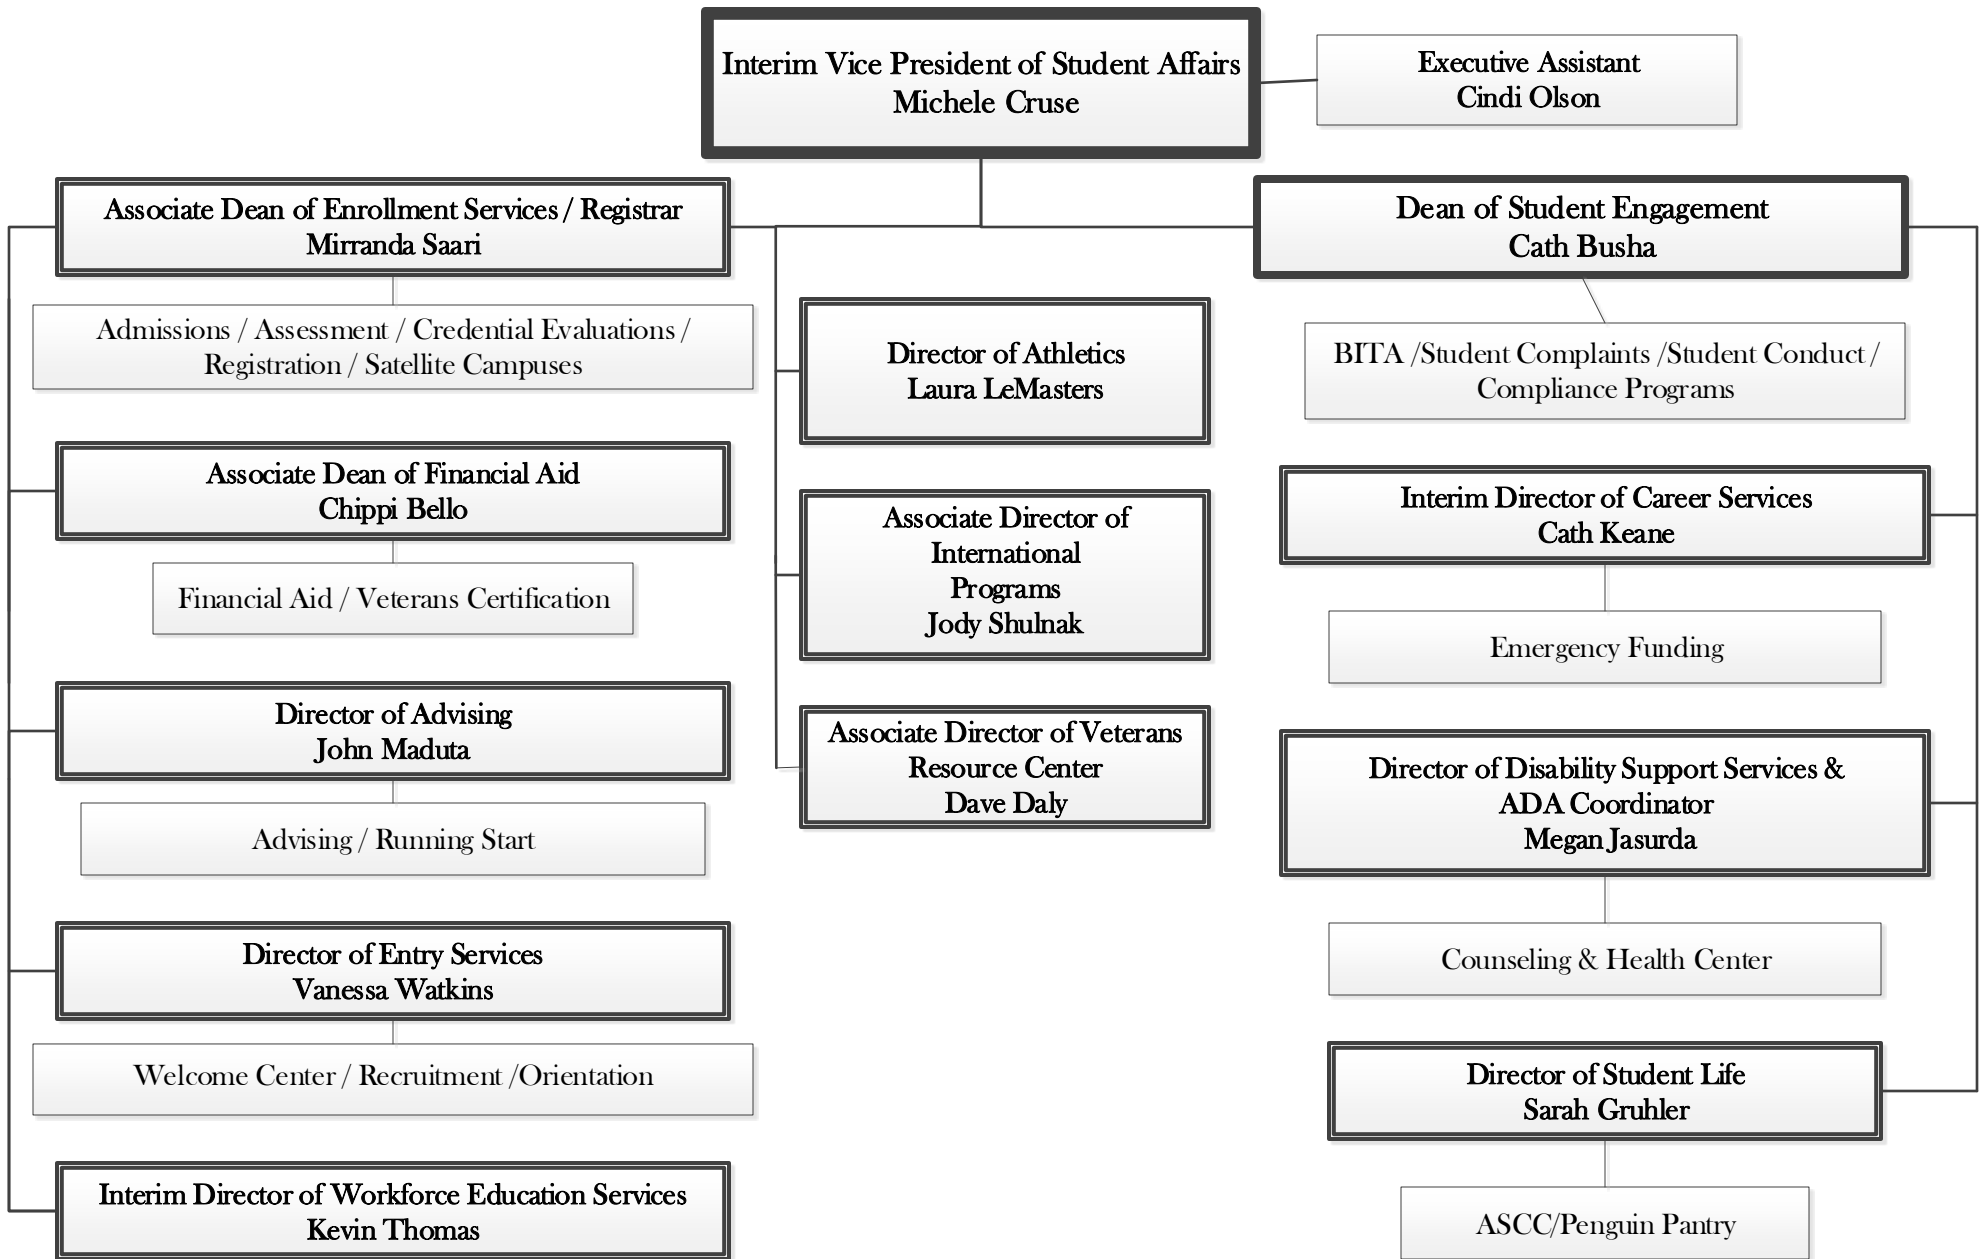 Interim Vice President of Student Affairs
Michele Cruse
Executive Assistant
Cindi Olson
Associate Dean of Enrollment Services / Registrar
Mirranda Saari
Admissions / Assessment / Credential Evaluations /
Registration / Satellite Campuses
Associate Dean of Financial Aid
Chippi Bello
Financial Aid / Veterans Certification
Director of Advising
John Maduta
Advising / Running Start
Director of Entry Services
Vanessa Watkins
Welcome Center / Recruitment /Orientation
Interim Director of Workforce Education Services
Kevin Thomas
Director of Athletics
Laura LeMasters
Associate Director of
International
Programs
Jody Shulnak
Associate Director of Veterans
Resource Center
Dave Daly
Dean of Student Engagement
Cath Busha
BITA /Student Complaints /Student Conduct /
Compliance Programs
Interim Director of Career Services
Cath Keane
Emergency Funding
Director of Disability Support Services &
ADA Coordinator
Megan Jasurda
Counseling & Health Center
Director of Student Life
Sarah Gruhler
ASCC/Penguin Pantry